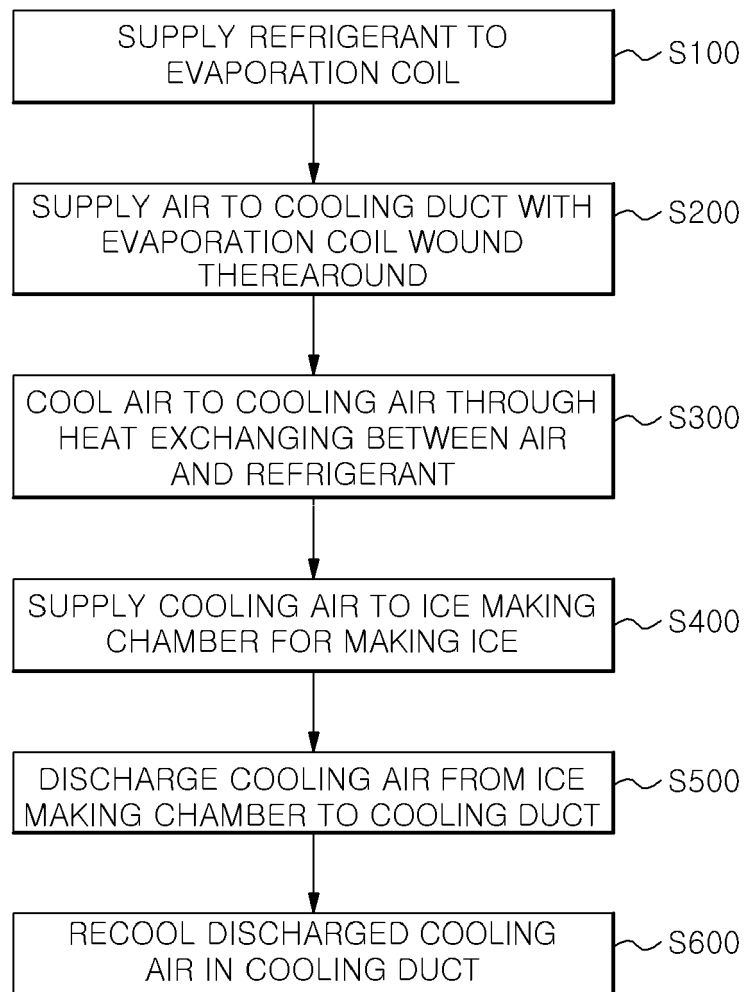 SUPPLY REFRIGERANT TO
EVAPORATION COIL
S100
SUPPLY AIR TO COOLING DUCT WITH
EVAPORATION COIL WOUND
THEREAROUND
S200
COOL AIR TO COOLING AIR THROUGH
HEAT EXCHANGING BETWEEN AIR
AND REFRIGERANT
S300
SUPPLY COOLING AIR TO ICE MAKING
CHAMBER FOR MAKING ICE
S400
DISCHARGE COOLING AIR FROM ICE
MAKING CHAMBER TO COOLING DUCT
S500
RECOOL DISCHARGED COOLING
AIR IN COOLING DUCT
S600